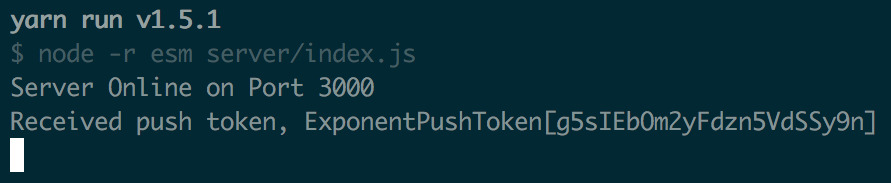 yarn run v1.5.1
$ node -r esm server/index.js
Server Online on Port 3000
Received push token, ExponentPushToken[g5sIEbOm2yFdzn5VdSSy9n]